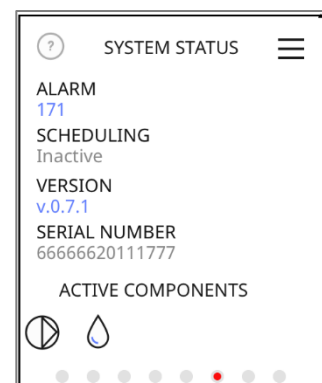 ?
SYSTEM STATUS
ALARM
171
SCHEDULING
Inactive
VERSION
v.0.7.1
SERIAL NUMBER
66666620111777
ACTIVE COMPONENTS